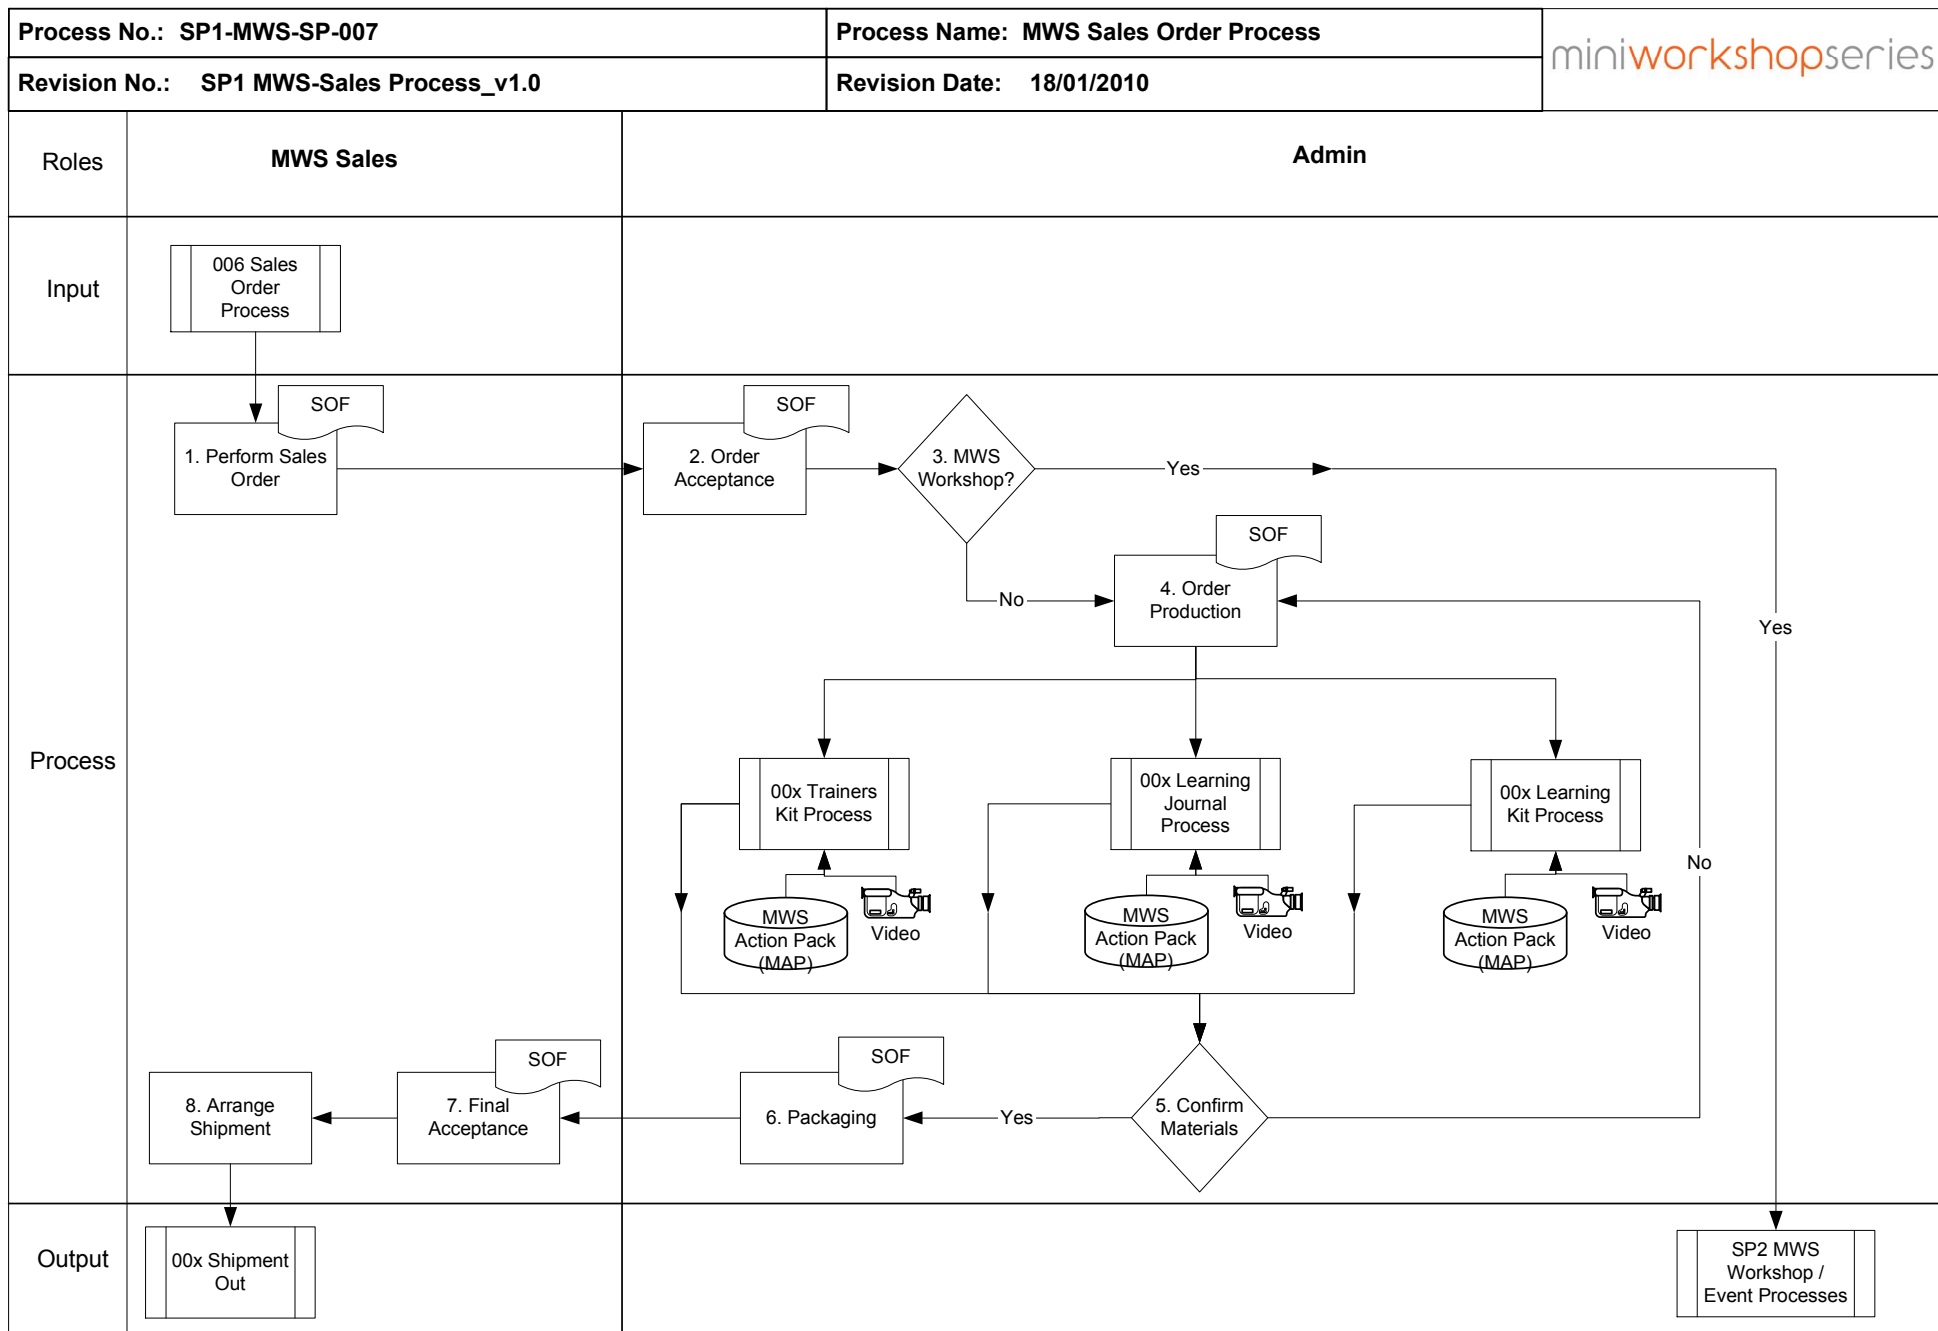 Process No.: SP1-MWS-SP-007
Process Name: MWS Sales Order Process
miniworkshopseries
Revision No.: SP1 MWS-Sales Process_v1.0
Revision Date: 18/01/2010
Roles
MWS Sales
Admin
Input
006 Sales
Order
Process
Process
SOF
1. Perform Sales
Order
SOF
2. Order
Acceptance
3. MWS
Workshop?
Yes
Yes
No
SOF
4. Order
Production
00x Trainers
Kit Process
00x Learning
Journal
Process
00x Learning
Kit Process
No
MWS
Action Pack
(MAP)
Video
MWS
Action Pack
(MAP)
Video
MWS
Action Pack
(MAP)
Video
8. Arrange
Shipment
SOF
7. Final
Acceptance
SOF
6. Packaging
Yes
5. Confirm
Materials
Output
00x Shipment
Out
SP2 MWS
Workshop /
Event Processes